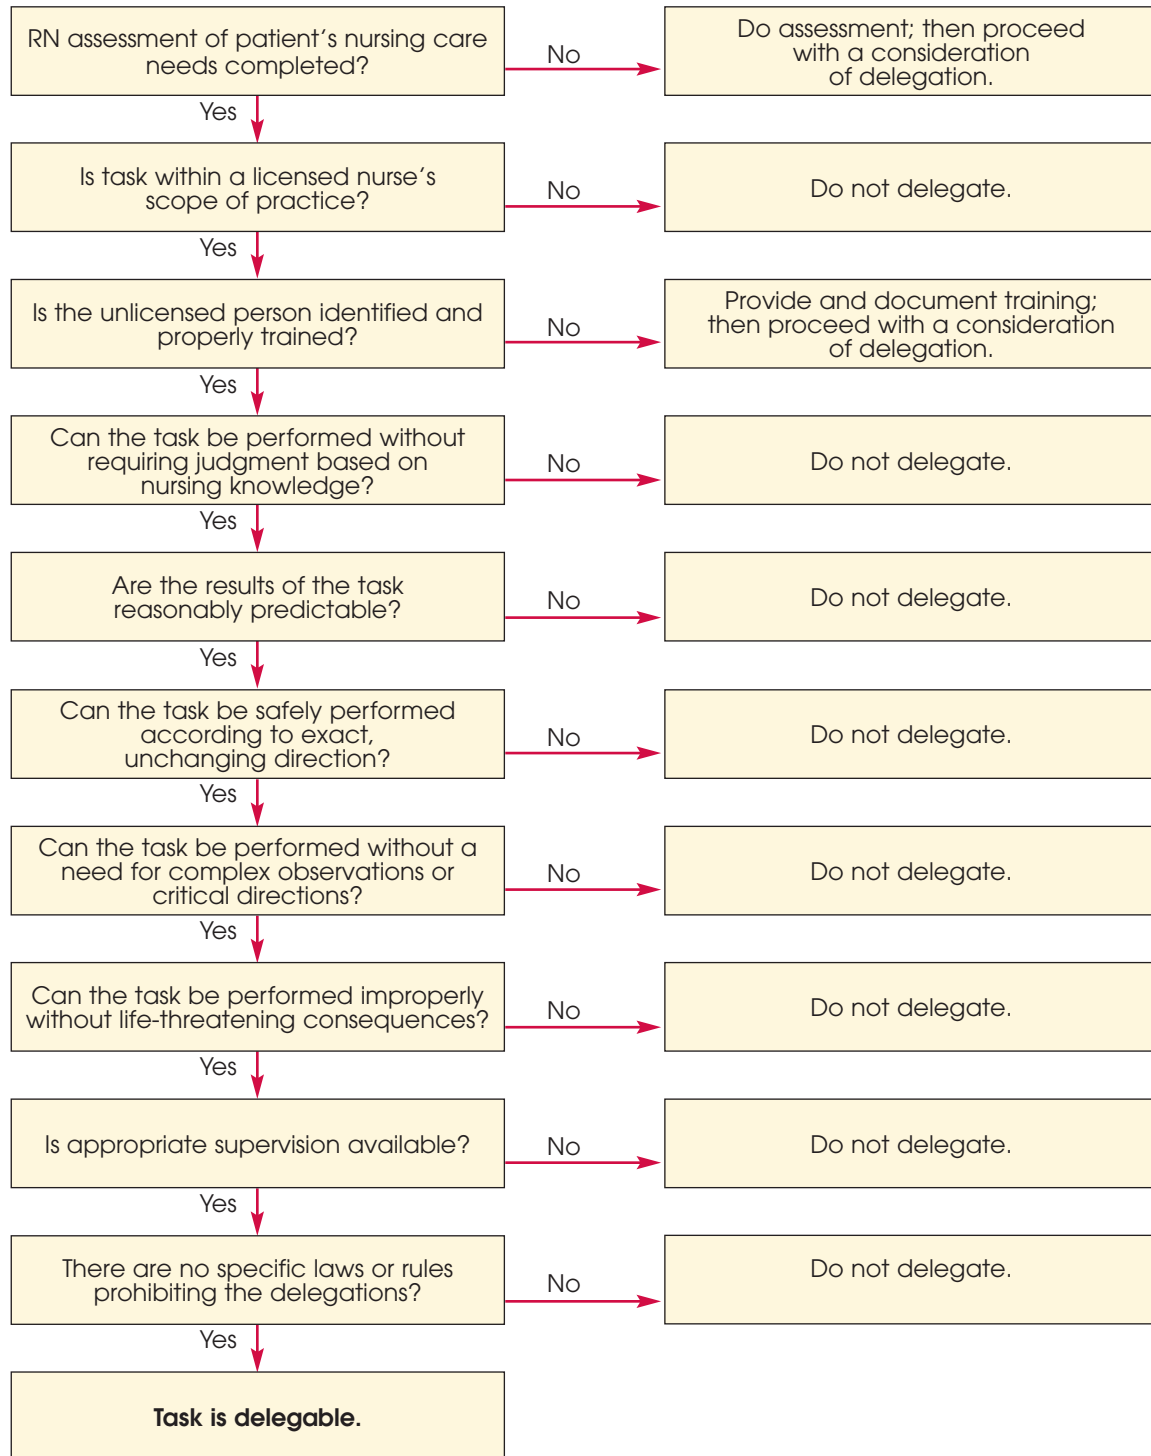 RN assessment of patient's nursing care
needs completed?
No
Do assessment; then proceed
with a consideration
of delegation.
Yes
Is task within a licensed nurse's
scope of practice?
No
Do not delegate.
Yes
Is the unlicensed person identified and
properly trained?
No
Provide and document training;
then proceed with a consideration
of delegation.
Yes
Can the task be performed without
requiring judgment based on
nursing knowledge?
No
Do not delegate.
Yes
Are the results of the task
reasonably predictable?
No
Do not delegate.
Yes
Can the task be safely performed
according to exact,
unchanging direction?
No
Do not delegate.
Yes
Can the task be performed without a
need for complex observations or
critical directions?
No
Do not delegate.
Yes
Can the task be performed improperly
without life-threatening consequences?
No
Do not delegate.
Yes
Is appropriate supervision available?
No
Do not delegate.
Yes
There are no specific laws or rules
prohibiting the delegations?
No
Do not delegate.
Yes
Task is delegable.